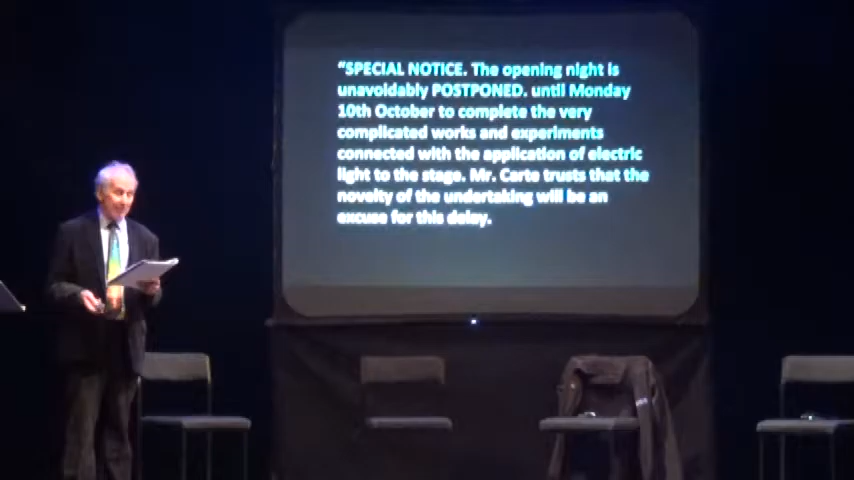 “SPECIAL NOTICE. The opening night is
unavoidably POSTPONED. until Monday
10th October to complete the very
complicated works and experiments
connected with the application of electric
light to the stage. Mr. Carte trusts that the
novelty of the undertaking will be an
excuse for this delay.